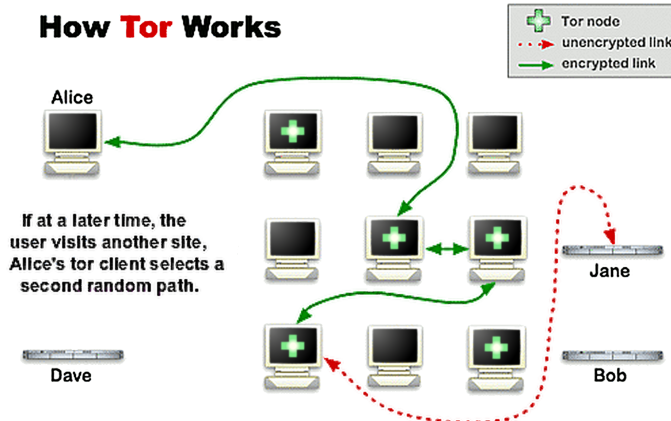 How Tor Works
Tor node
unencrypted link
encrypted link
Alice
If at a later time, the
user visits another site,
Alice's tor client selects a
second random path.
Jane
Dave
Bob